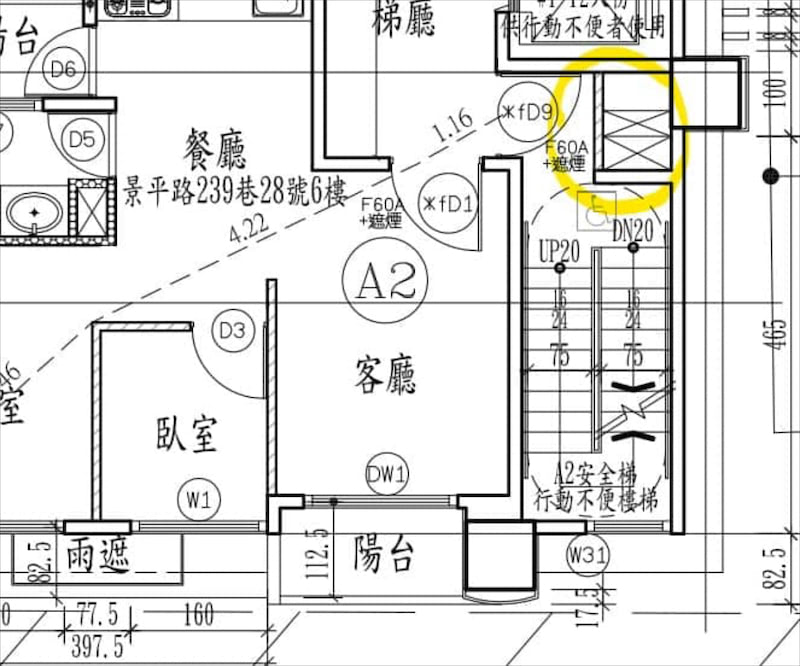 陽台
梯廳
供行動不便者使用
D6
100
1.16
※fD9
D5
餐廳
F60A
+遮煙
景平路239巷28號6樓
F60A
+遮煙
※fD1
4.22
UP20
DN20
A2
16
24
16
24
D3
465
75
75
客廳
室
臥室
DW1
A2安全梯
行動不便樓梯
W1
雨遮
82.5
112.5
陽台
W31
82.5
17.5
77.5
160
397.5